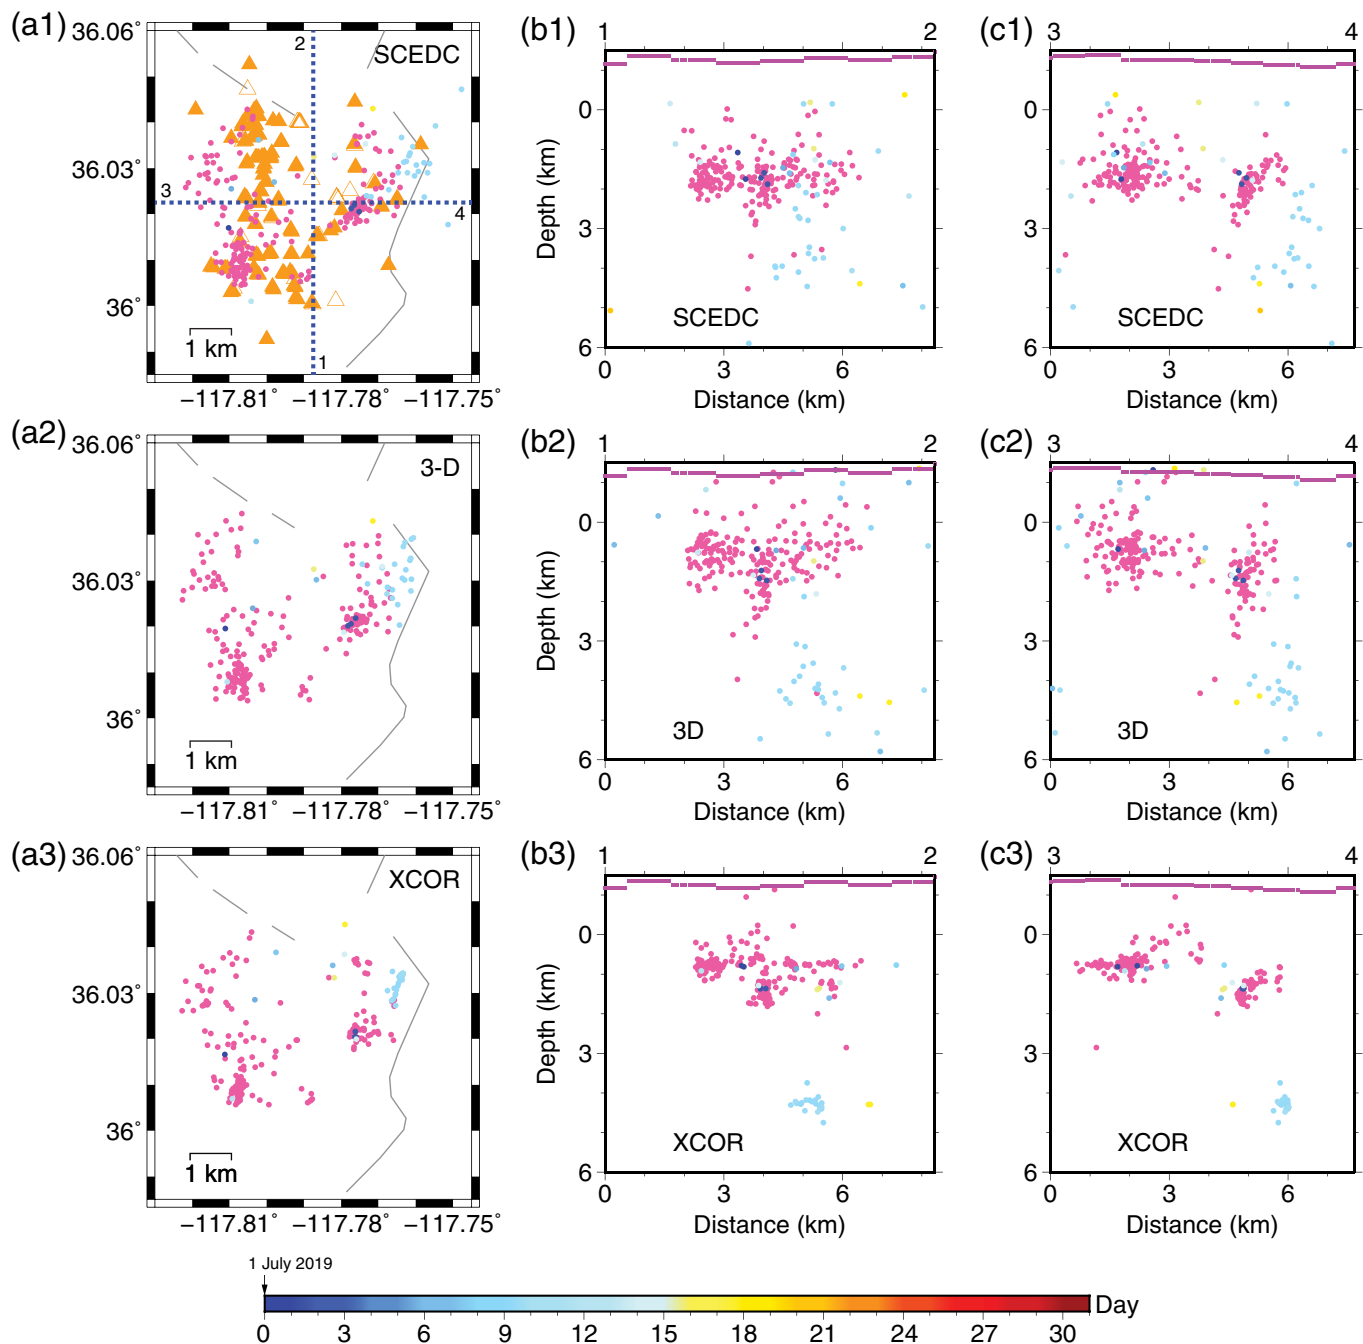 (a1)
36.06°
36.03°
36°
2
SCEDC
3
4
1
1 km
−117.81° −117.78° −117.75°
(b1)
1 2
0
3
6
Depth (km)
SCEDC
0 3 6
Distance (km)
(c1)
3 4
0
3
6
SCEDC
0 3 6
Distance (km)
(a2)
36.06°
36.03°
36°
3-D
1 km
−117.81° −117.78° −117.75°
(b2)
1 2
0
3
6
Depth (km)
3D
0 3 6
Distance (km)
(c2)
3 4
0
3
6
3D
0 3 6
Distance (km)
(a3)
36.06°
36.03°
36°
XCOR
1 km
−117.81° −117.78° −117.75°
(b3)
1 2
0
3
6
Depth (km)
XCOR
0 3 6
Distance (km)
(c3)
3 4
0
3
6
XCOR
0 3 6
Distance (km)
1 July 2019
Day
0 3 6 9 12 15 18 21 24 27 30